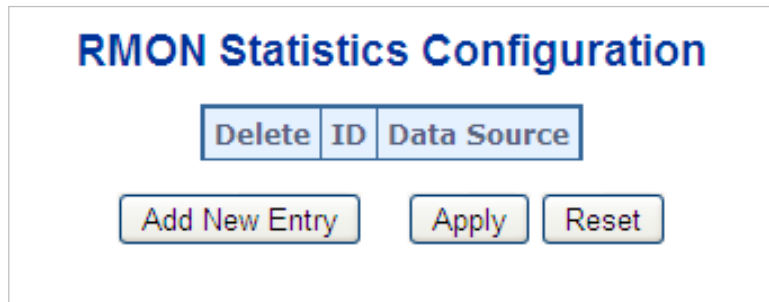 RMON Statistics Configuration
Delete ID Data Source
Add New Entry Apply Reset